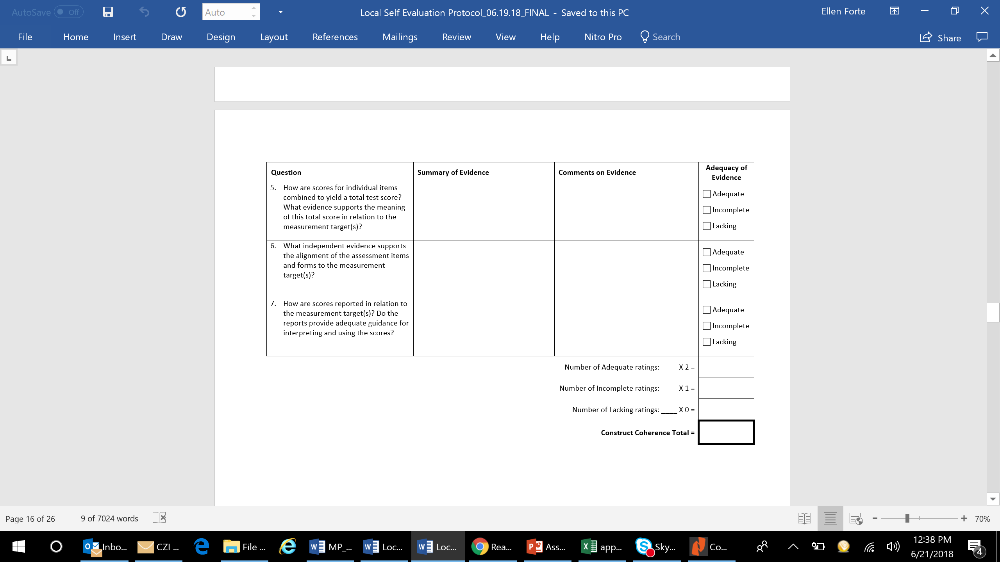 AutoSave Off Auto Local Self Evaluation Protocol_06.19.18_FINAL - Saved to this PC Ellen Forte
File Home Insert Draw Design Layout References Mailings Review View Help Nitro Pro Search Share
Question Summary of Evidence Comments on Evidence Adequacy of
Evidence
5. How are scores for individual items
combined to yield a total test score?
What evidence supports the meaning
of this total score in relation to the
measurement target(s)?
Adequate
Incomplete
Lacking
6. What independent evidence supports
the alignment of the assessment items
and forms to the measurement
target(s)?
Adequate
Incomplete
Lacking
7. How are scores reported in relation to
the measurement target(s)? Do the
reports provide adequate guidance for
interpreting and using the scores?
Adequate
Incomplete
Lacking
Number of Adequate ratings: ____ X 2 =
Number of Incomplete ratings: ____ X 1 =
Number of Lacking ratings: ____ X 0 =
Construct Coherence Total =
Page 16 of 26 9 of 7024 words 70%
Inbo... CZI ... File ... MP_... Loc... Loc... Rea... Ass... app... Sky... Co... 12:38 PM
6/21/2018 4